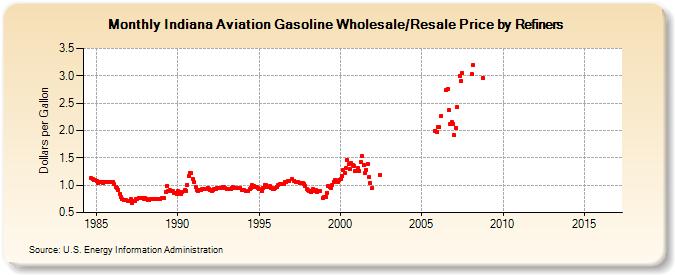 Monthly Indiana Aviation Gasoline Wholesale/Resale Price by Refiners
Dollars per Gallon
3.5
3.0
2.5
2.0
1.5
1.0
0.5
1985 1990 1995 2000 2005 2010 2015
Source: U.S. Energy Information Administration